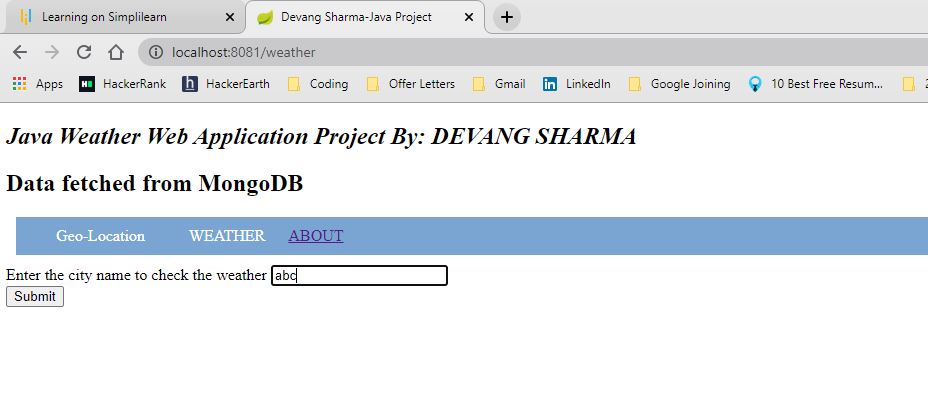 Learning on Simplilearn
Devang Sharma-Java Project
localhost:8081/weather
Apps HackerRank HackerEarth Coding Offer Letters Gmail LinkedIn Google Joining 10 Best Free Resum... 2
Java Weather Web Application Project By: DEVANG SHARMA
Data fetched from MongoDB
Geo-Location WEATHER ABOUT
Enter the city name to check the weather abc
Submit